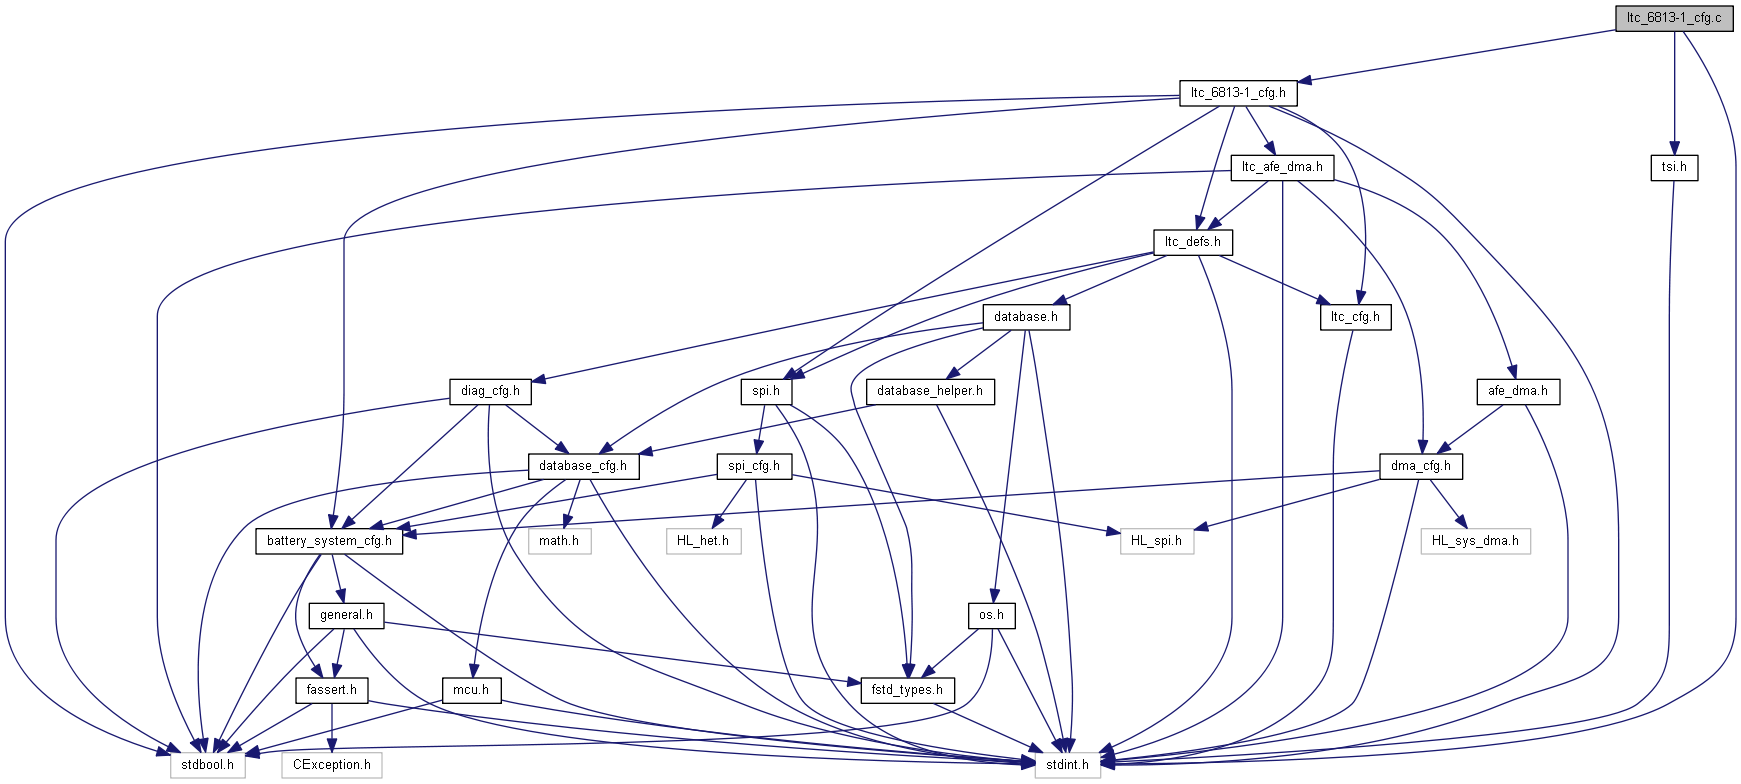 ltc_6813-1_cfg.c
ltc_6813-1_cfg.h
ltc_afe_dma.h
tsi.h
ltc_defs.h
database.h
ltc_cfg.h
diag_cfg.h
spi.h
database_helper.h
afe_dma.h
database_cfg.h
spi_cfg.h
dma_cfg.h
battery_system_cfg.h
math.h
HL_het.h
HL_spi.h
HL_sys_dma.h
general.h
os.h
fassert.h
mcu.h
fstd_types.h
stdbool.h
CException.h
stdint.h